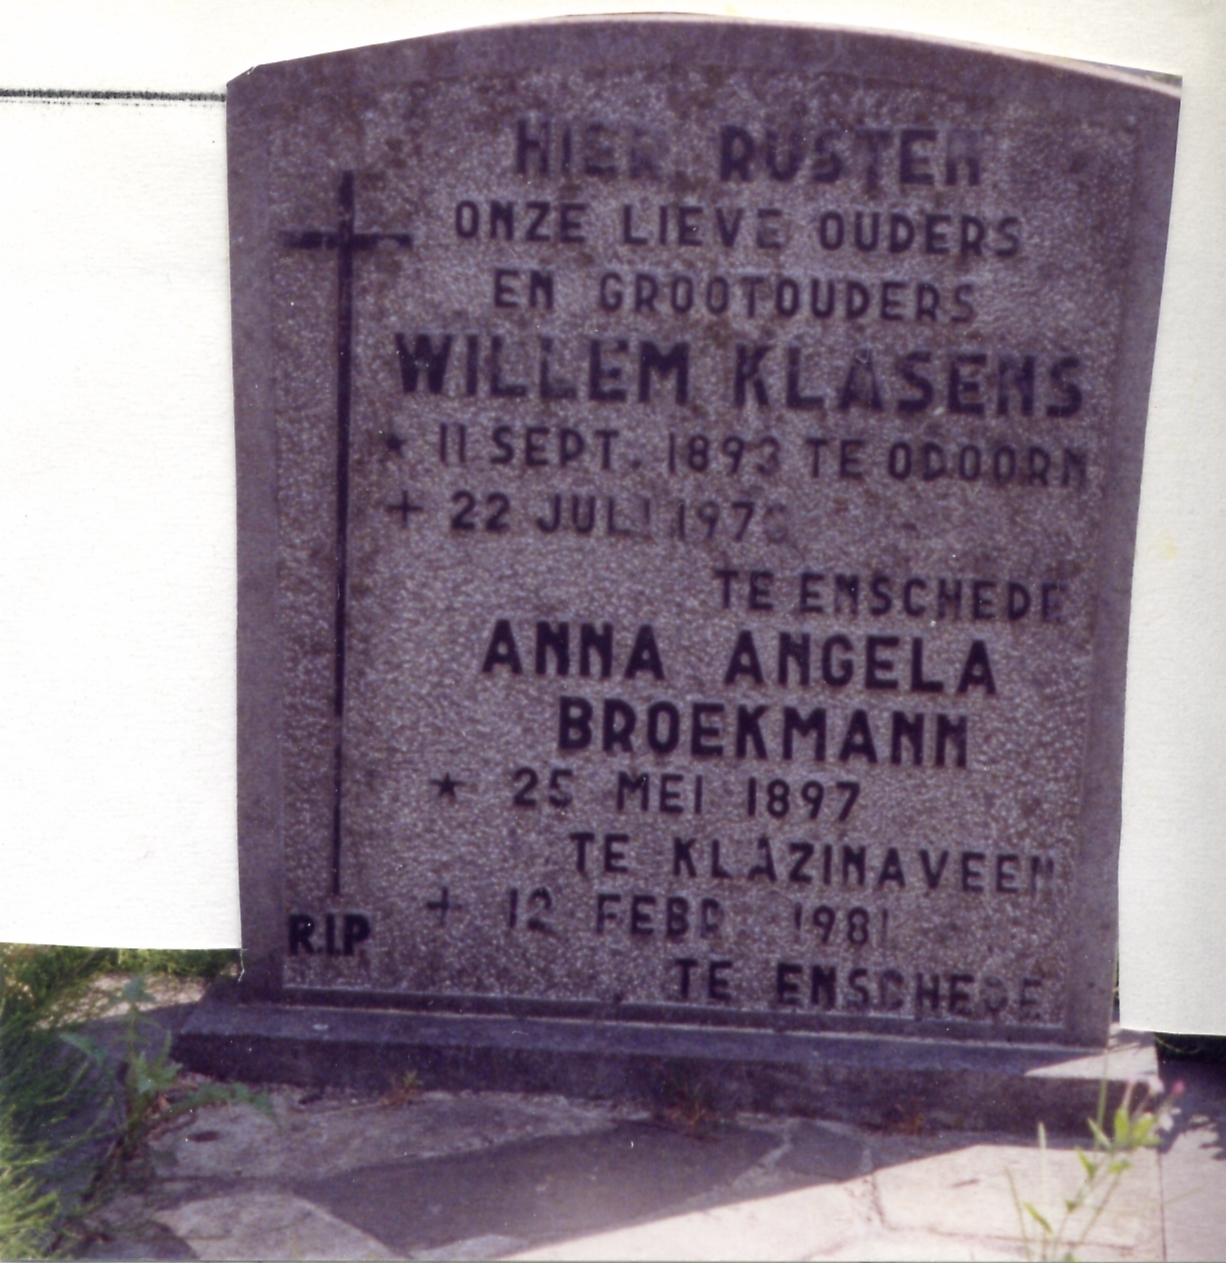 HIER RUSTEN
ONZE LIEVE OUDERS
EN GROOTOUDERS
WILLEM KLASENS
★ 11 SEPT. 1893 TE ODOORN
+ 22 JULI
TE ENSCHEDE
ANNA ANGELA
BROEKMANN
★ 25 MEI 1897
TE KLAZINAVEEN
+ 12 FEBR. 1981
TE ENSCHEDE
R.I.P.